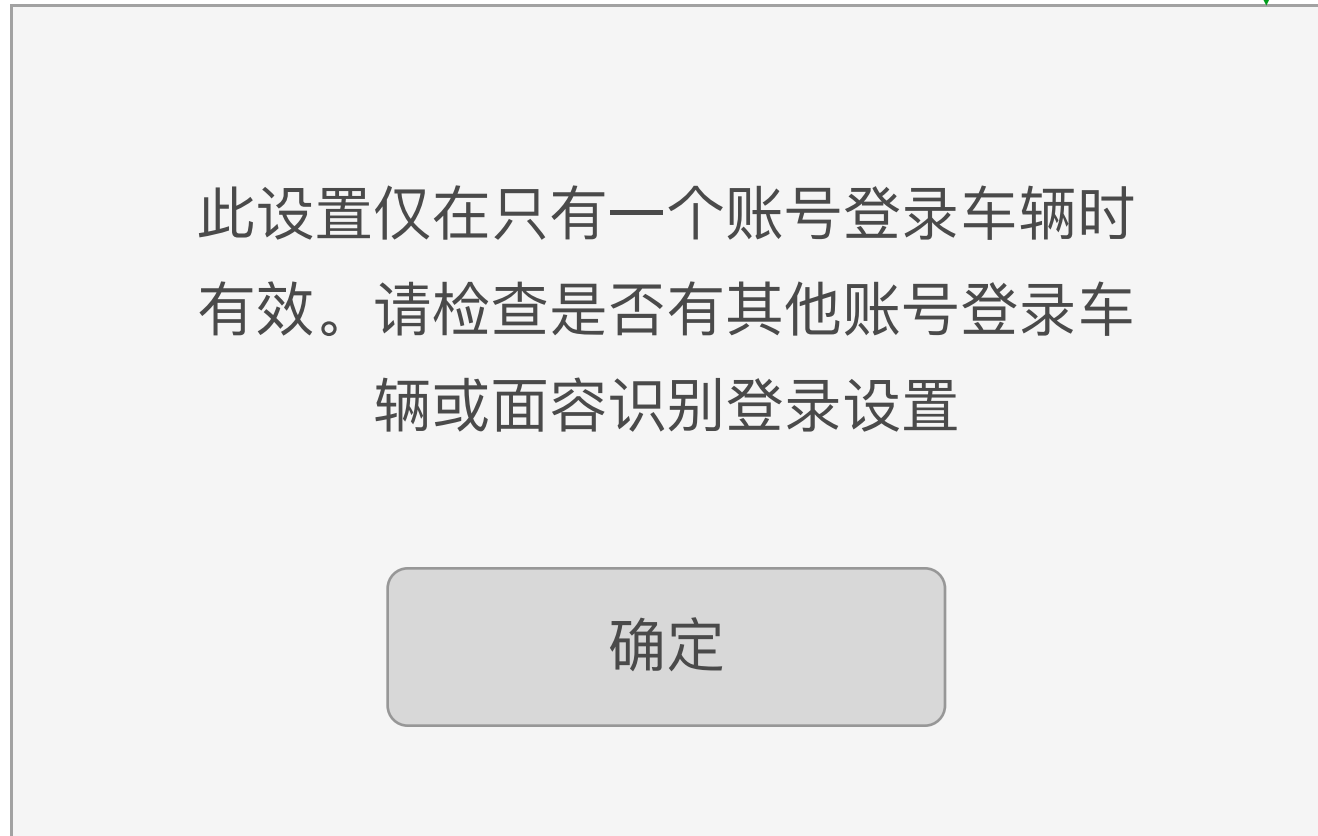 此设置仅在只有一个账号登录车辆时
有效。请检查是否有其他账号登录车
辆或面容识别登录设置
确定